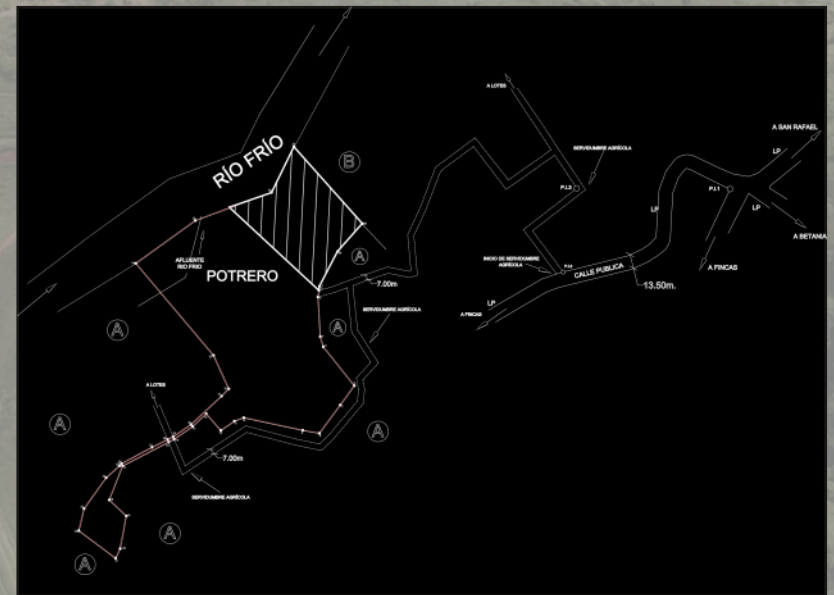 A LOTES
A SAN RAFAEL
LP
RÍO FRÍO
B
SERVIDUMBRE AGRÍCOLA
P.I.3
P.I.1
LP
LP
A BETANIA
AFLUENTE
RIO FRIO
A
INICIO DE SERVIDUMBRE
AGRÍCOLA
CALLE PUBLICA
A FINCAS
POTRERO
7.00m
13.50m.
LP
A FINCAS
SERVIDUMBRE AGRÍCOLA
A
A
A LOTES
A
A
7.00m
SERVIDUMBRE AGRÍCOLA
A
A